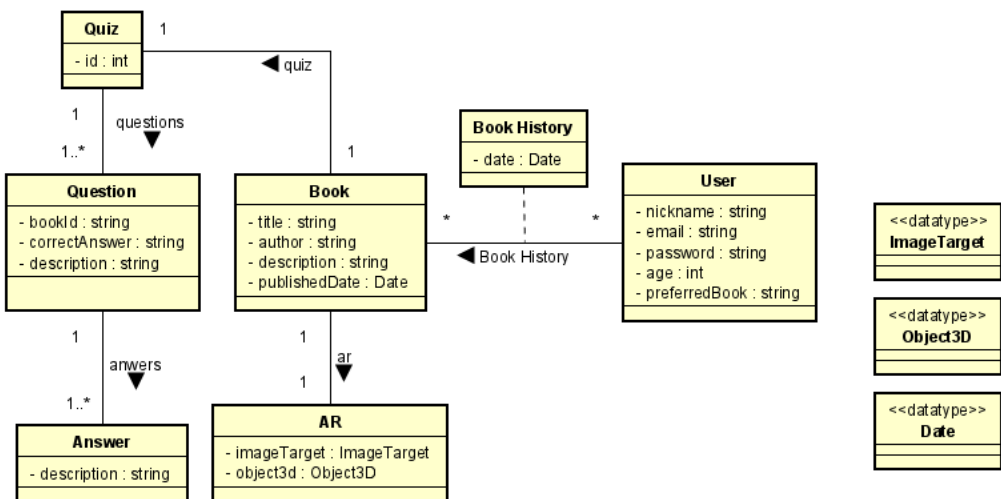 Quiz
- id : int
1
quiz
1
questions
1..*
1
Question
- bookId : string
- correctAnswer : string
- description : string
Book
- title : string
- author : string
- description : string
- publishedDate : Date
Book History
- date : Date
*
*
Book History
User
- nickname : string
- email : string
- password : string
- age : int
- preferredBook : string
<<datatype>>
ImageTarget
<<datatype>>
Object3D
<<datatype>>
Date
1
anwers
1..*
1
ar
1
Answer
- description : string
AR
- imageTarget : ImageTarget
- object3d : Object3D